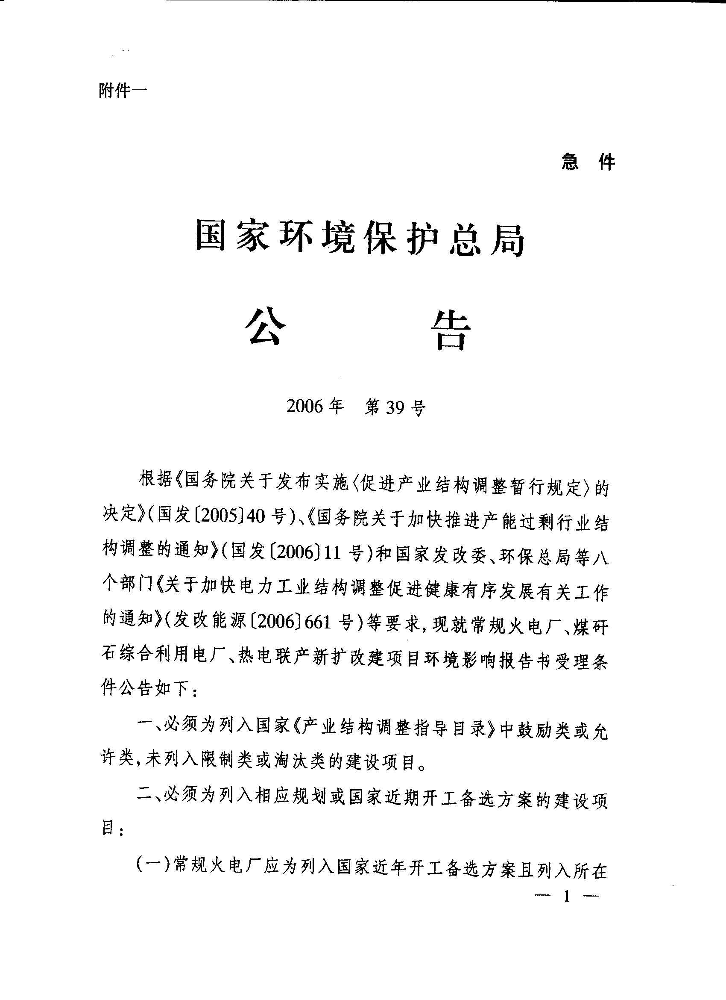 附件一
急 件
国家环境保护总局
公 告
2006年 第39号
根据《国务院关于发布实施〈促进产业结构调整暂行规定〉的
决定》(国发〔2005〕40号)、《国务院关于加快推进产能过剩行业结
构调整的通知》(国发〔2006〕11号)和国家发改委、环保总局等八
个部门《关于加快电力工业结构调整促进健康有序发展有关工作
的通知》(发改能源〔2006〕661号)等要求,现就常规火电厂、煤矸
石综合利用电厂、热电联产新扩改建项目环境影响报告书受理条
件公告如下:
一、必须为列入国家《产业结构调整指导目录》中鼓励类或允
许类,未列入限制类或淘汰类的建设项目。
二、必须为列入相应规划或国家近期开工备选方案的建设项
目:
(一)常规火电厂应为列入国家近年开工备选方案且列入所在
— 1 —